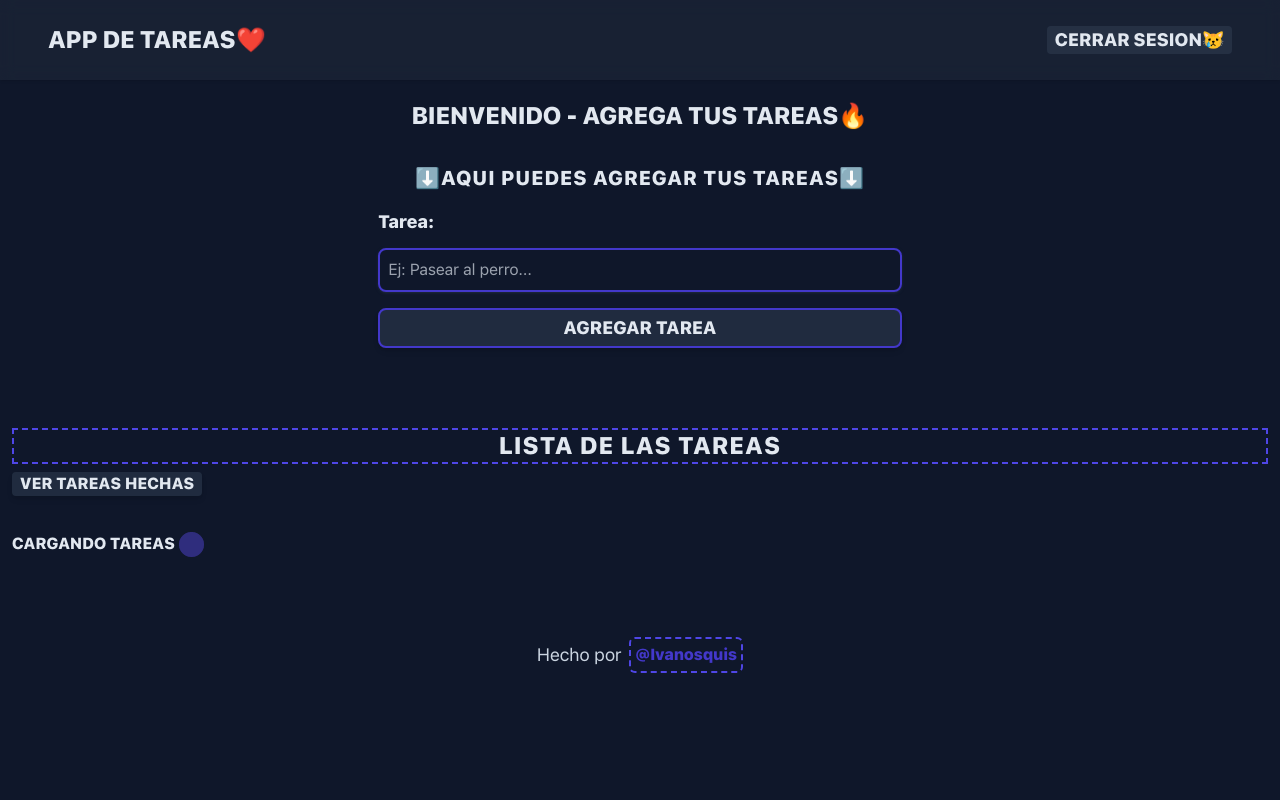 APP DE TAREAS❤️
CERRAR SESION😿
BIENVENIDO - AGREGA TUS TAREAS🔥
⬇️AQUI PUEDES AGREGAR TUS TAREAS⬇️
Tarea:
Ej: Pasear al perro...
AGREGAR TAREA
LISTA DE LAS TAREAS
VER TAREAS HECHAS
CARGANDO TAREAS
Hecho por @Ivanosquis